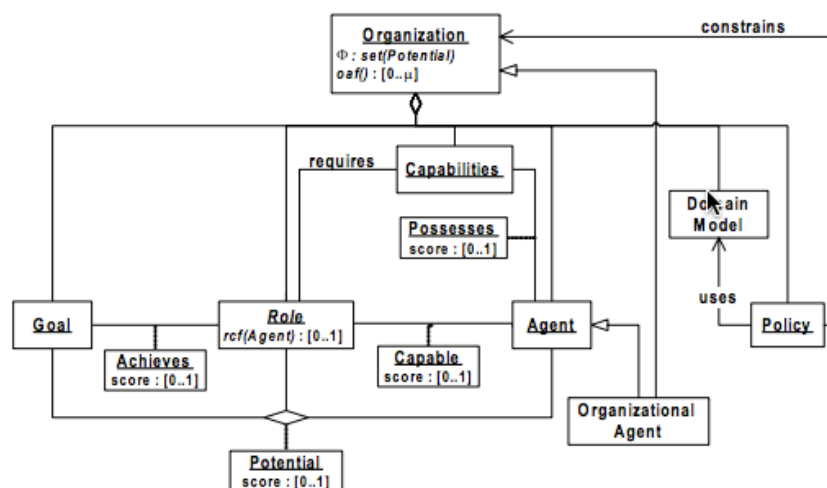 Organization
Φ : set(Potential)
oaf() : [0..μ]
constrains
requires
Capabilities
Possesses
score : [0..1]
Model
uses
Goal
Role
rcf(Agent) : [0..1]
Agent
Policy
Achieves
score : [0..1]
Capable
score : [0..1]
Organizational
Agent
Potential
score : [0..1]